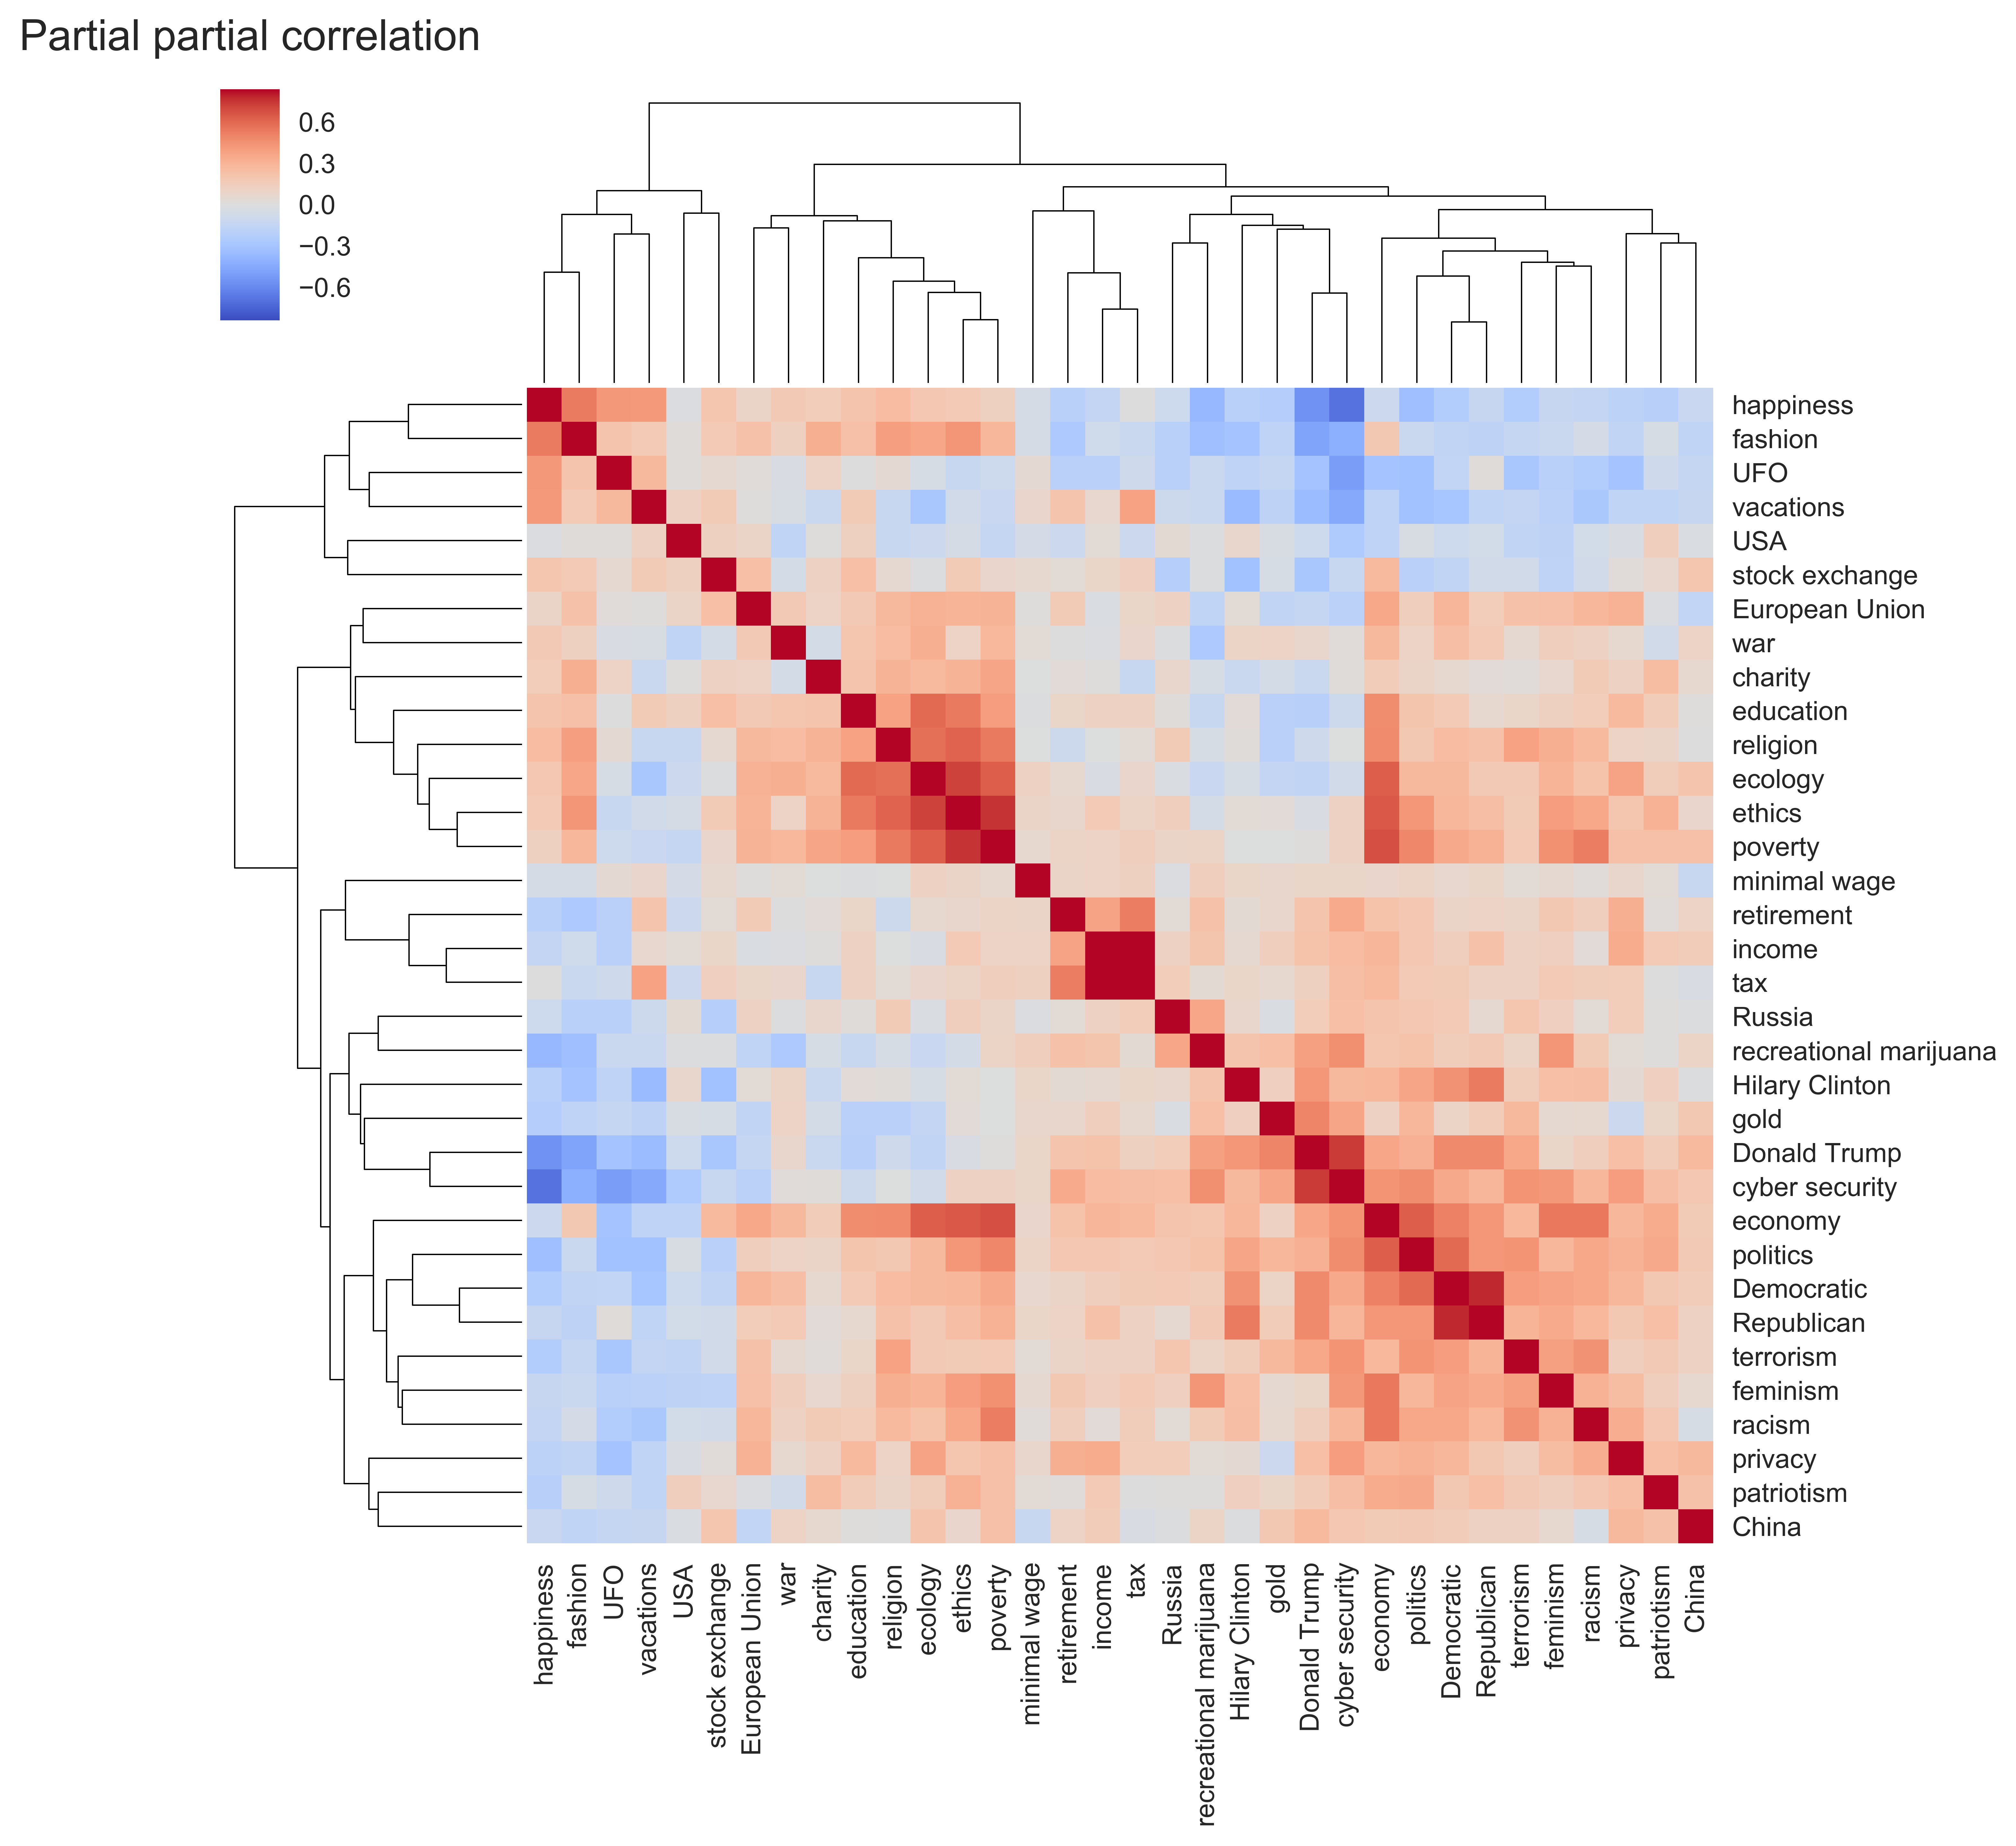 Partial partial correlation
0.6
0.3
0.0
−0.3
−0.6
happiness
fashion
UFO
vacations
USA
stock exchange
European Union
war
charity
education
religion
ecology
ethics
poverty
minimal wage
retirement
income
tax
Russia
recreational marijuana
Hilary Clinton
gold
Donald Trump
cyber security
economy
politics
Democratic
Republican
terrorism
feminism
racism
privacy
patriotism
China
happiness
fashion
UFO
vacations
USA
stock exchange
European Union
war
charity
education
religion
ecology
ethics
poverty
minimal wage
retirement
income
tax
Russia
recreational marijuana
Hilary Clinton
gold
Donald Trump
cyber security
economy
politics
Democratic
Republican
terrorism
feminism
racism
privacy
patriotism
China